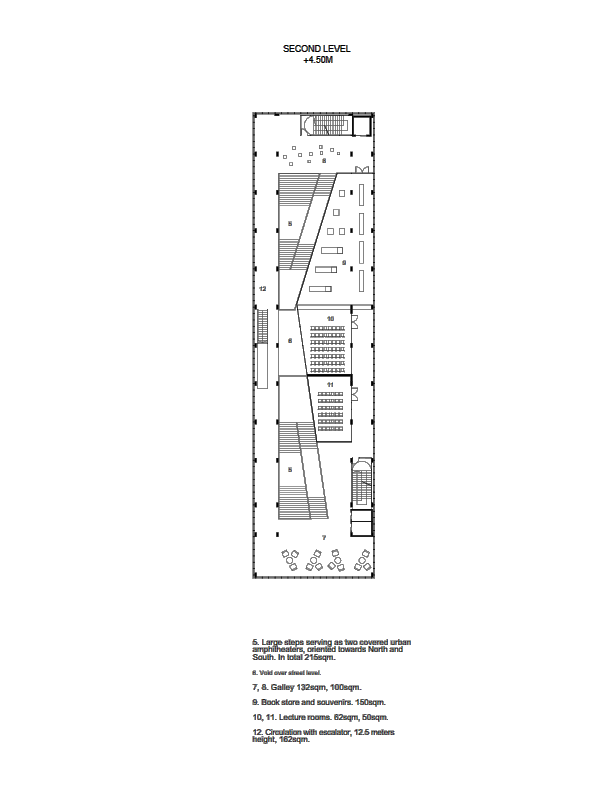 SECOND LEVEL
+4.50M
8
5
9
12
10
6
11
5
7
5. Large steps serving as two covered urban
amphitheaters, oriented towards North and
South. In total 215sqm.
6. Void over street level.
7, 8. Galley 132sqm, 100sqm.
9. Book store and souvenirs. 150sqm.
10, 11. Lecture rooms. 82sqm, 50sqm.
12. Circulation with escalator, 12.5 meters
height, 162sqm.